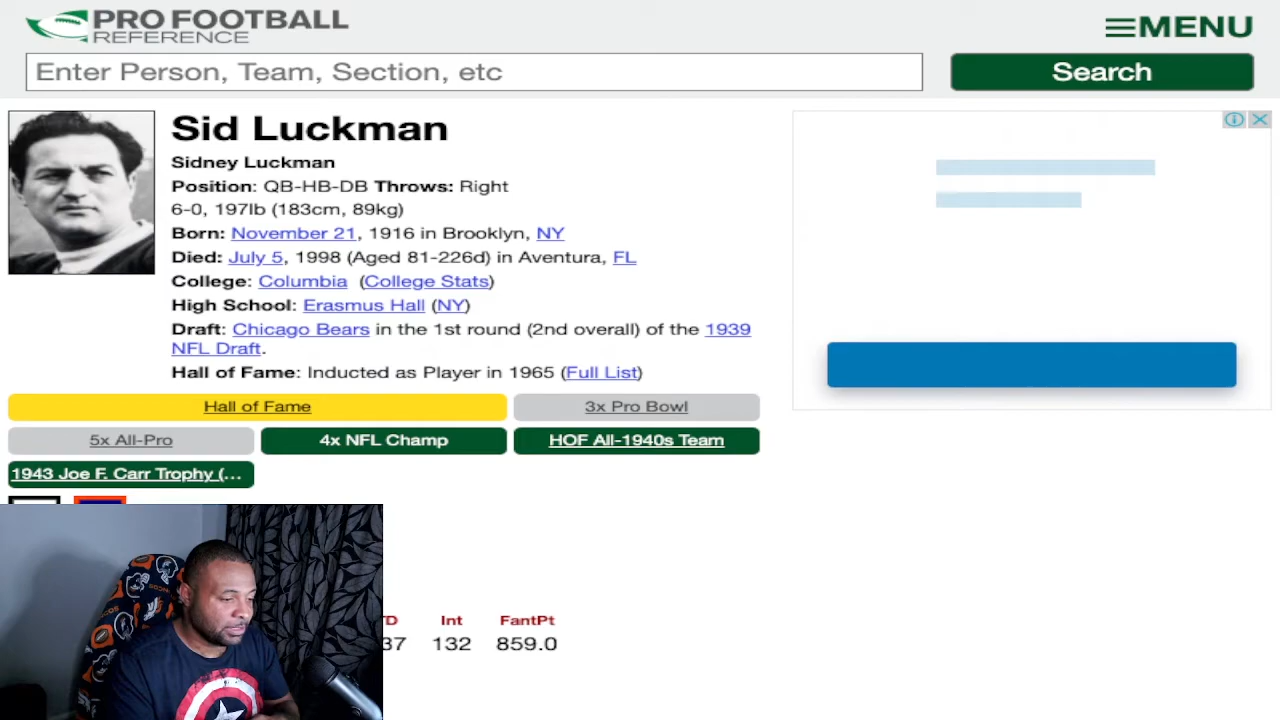 PRO FOOTBALL
REFERENCE
MENU
Enter Person, Team, Section, etc
Search
Sid Luckman
Sidney Luckman
Position: QB-HB-DB Throws: Right
6-0, 197lb (183cm, 89kg)
Born: November 21, 1916 in Brooklyn, NY
Died: July 5, 1998 (Aged 81-226d) in Aventura, FL
College: Columbia (College Stats)
High School: Erasmus Hall (NY)
Draft: Chicago Bears in the 1st round (2nd overall) of the 1939
NFL Draft.
Hall of Fame: Inducted as Player in 1965 (Full List)
Hall of Fame
3x Pro Bowl
5x All-Pro
4x NFL Champ
HOF All-1940s Team
1943 Joe F. Carr Trophy (...
Int FantPt
37 132 859.0